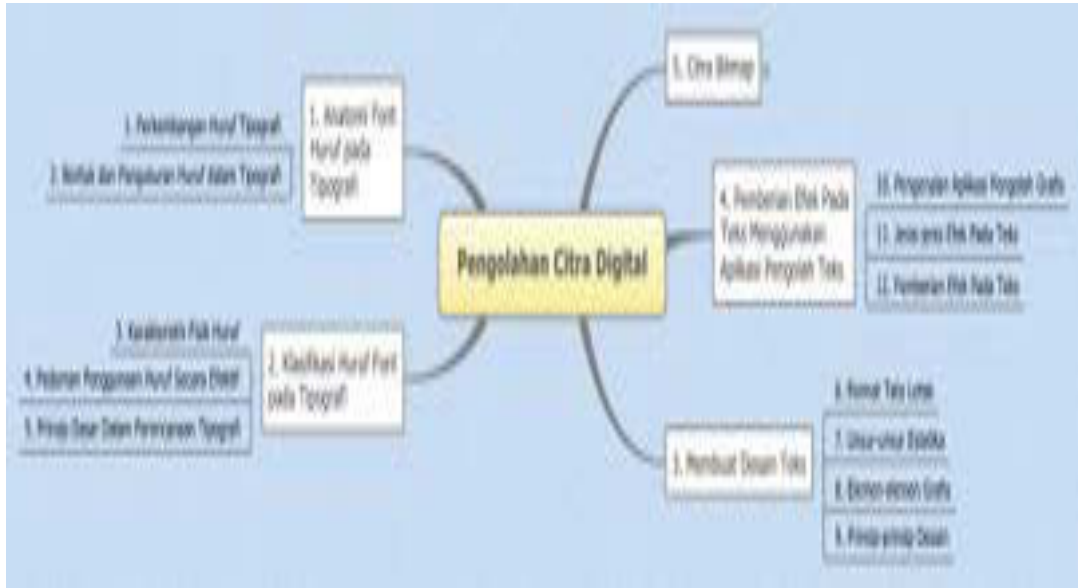 Pengolahan Citra Digital
1. Anatomi Font
Huruf pada
Tipografi
1. Perkembangan Huruf Tipografi
2. Bentuk dan Pengaturan Huruf dalam Tipografi
2. Klasifikasi Huruf Font
pada Tipografi
3. Karakteristik Fisik Huruf
4. Pedoman Penggunaan Huruf Secara Efektif
5. Prinsip Dasar Dalam Perencanaan Tipografi
3. Membuat Desain Teks
6. Format Tata Letak
7. Unsur-unsur Estetika
8. Elemen-elemen Grafis
9. Prinsip-prinsip Desain
4. Pemberian Efek Pada
Teks Menggunakan
Aplikasi Pengolah Teks
10. Pengenalan Aplikasi Pengolah Grafis
11. Jenis-jenis Efek Pada Teks
12. Pemberian Efek Pada Teks
5. Citra Bitmap